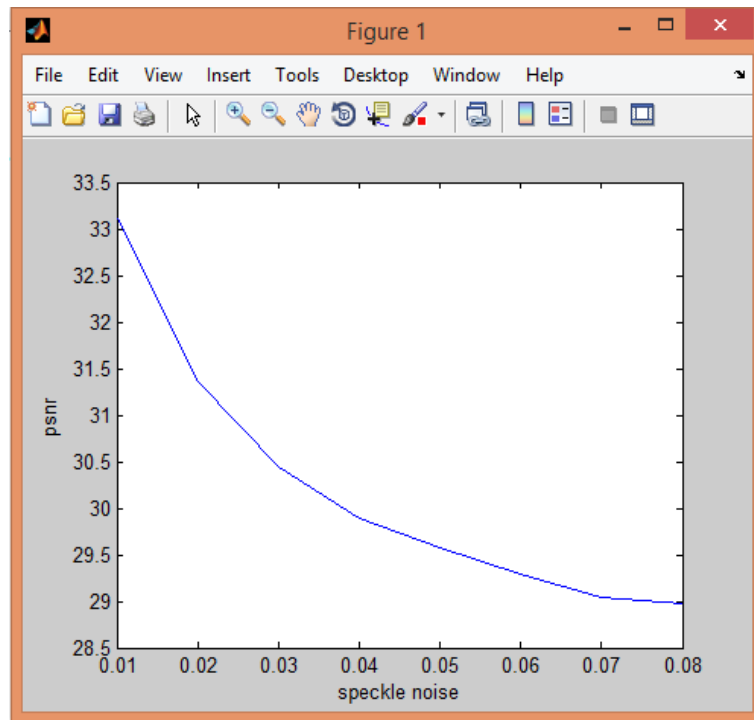 Figure 1
File Edit View Insert Tools Desktop Window Help
33.5
33
32.5
32
31.5
31
30.5
30
29.5
29
28.5
psnr
0.01 0.02 0.03 0.04 0.05 0.06 0.07 0.08
speckle noise